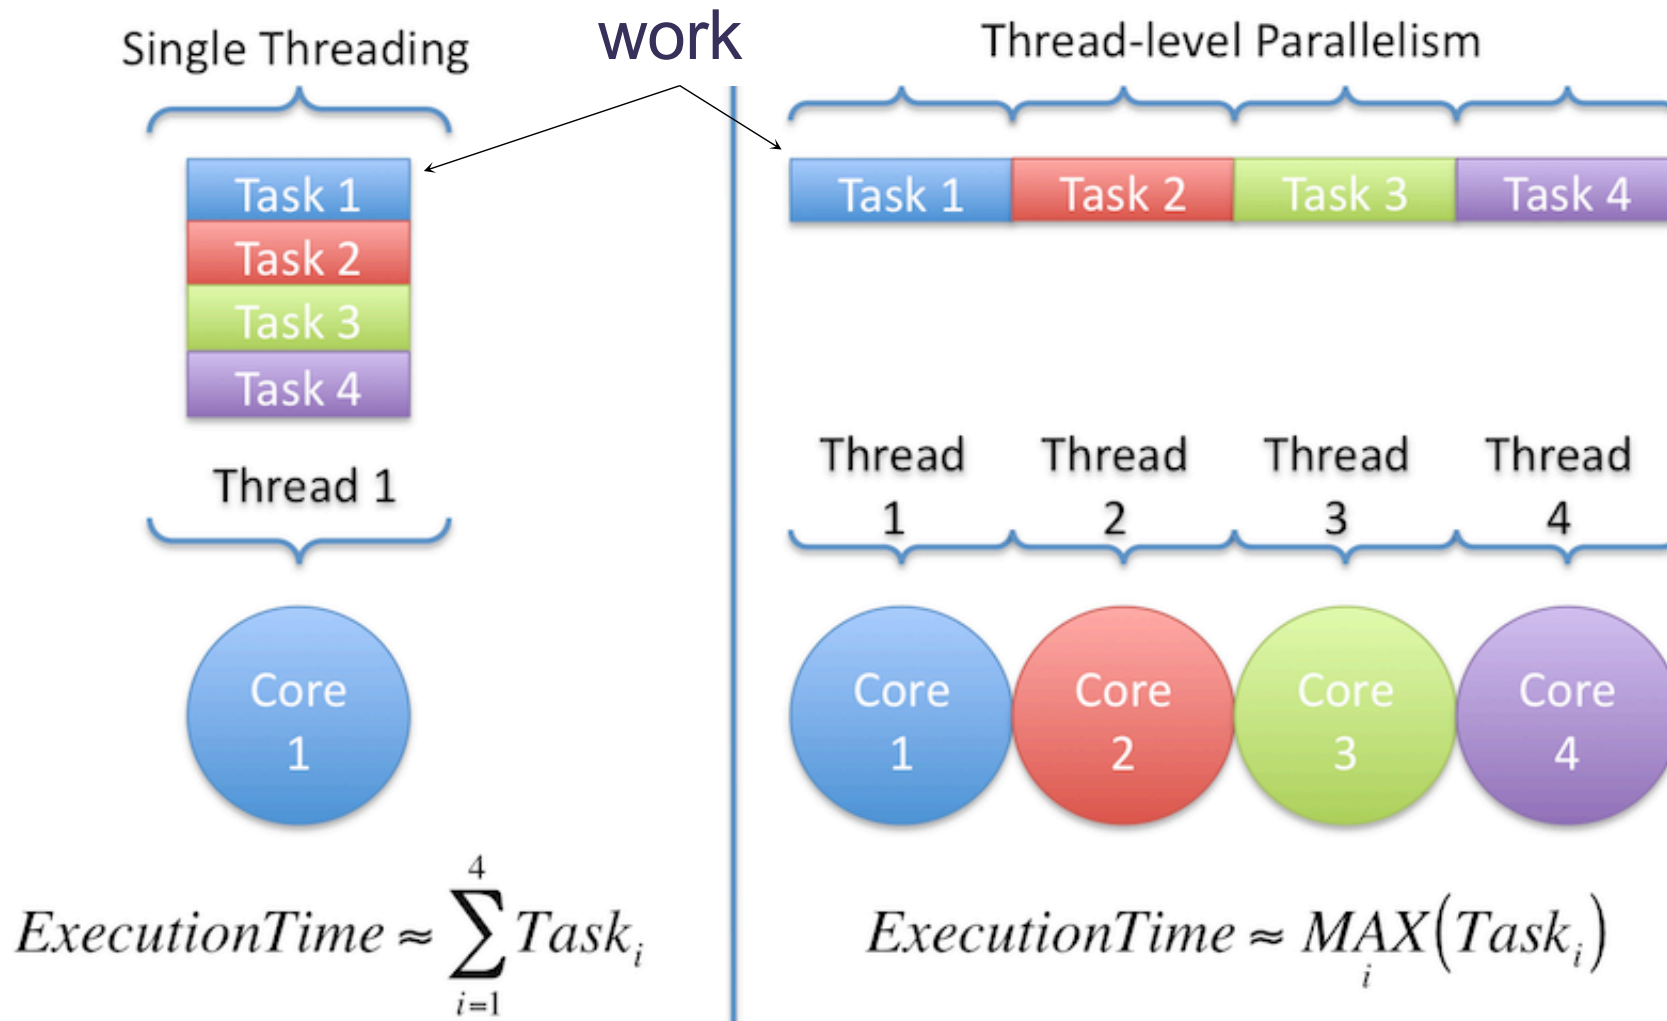 Single Threading
work
Thread-level Parallelism
Task 1
Task 2
Task 3
Task 4
Thread 1
Core
1
ExecutionTime ≈ \sum_{i=1}^{4} Task_i
Task 1 Task 2 Task 3 Task 4
Thread Thread Thread Thread
1 2 3 4
Core Core Core Core
1 2 3 4
ExecutionTime ≈ MAX_i (Task_i)